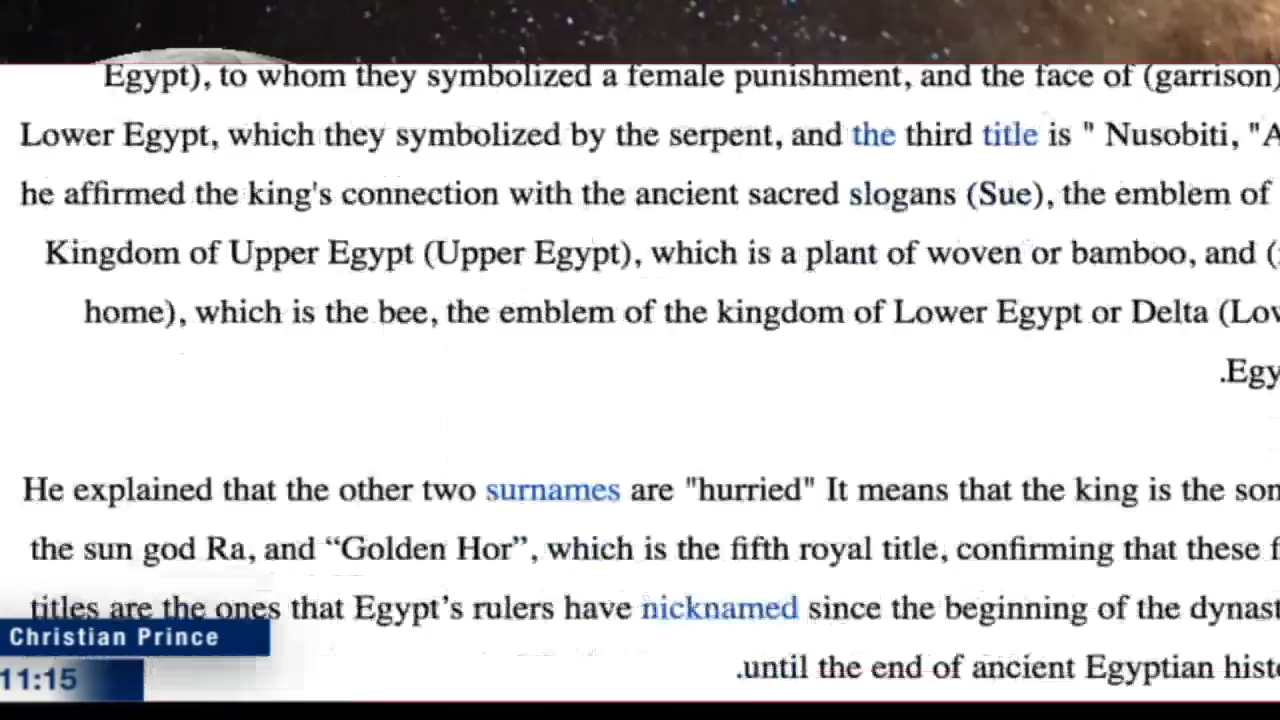 Egypt), to whom they symbolized a female punishment, and the face of (garrison)
Lower Egypt, which they symbolized by the serpent, and the third title is " Nusobiti, "A
he affirmed the king's connection with the ancient sacred slogans (Sue), the emblem of
Kingdom of Upper Egypt (Upper Egypt), which is a plant of woven or bamboo, and (
home), which is the bee, the emblem of the kingdom of Lower Egypt or Delta (Low
.Egy
He explained that the other two surnames are "hurried" It means that the king is the son
the sun god Ra, and “Golden Hor”, which is the fifth royal title, confirming that these f
titles are the ones that Egypt’s rulers have nicknamed since the beginning of the dynast
.until the end of ancient Egyptian histo
Christian Prince
11:15